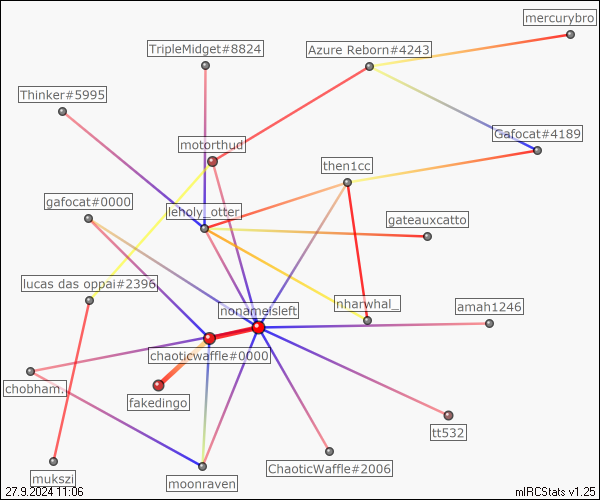 mercurybro
TripleMidget#8824
Azure Reborn#4243
Thinker#5995
Gafocat#4189
motorthud
then1cc
gafocat#0000
leholy_otter
gateauxcatto
lucas das oppai#2396
nonameisleft
nharwhal_
amah1246
chaoticwaffle#0000
chobham.
fakedingo
tt532
ChaoticWaffle#2006
mukszi
moonraven
27.9.2024 11:06
mIRCStats v1.25